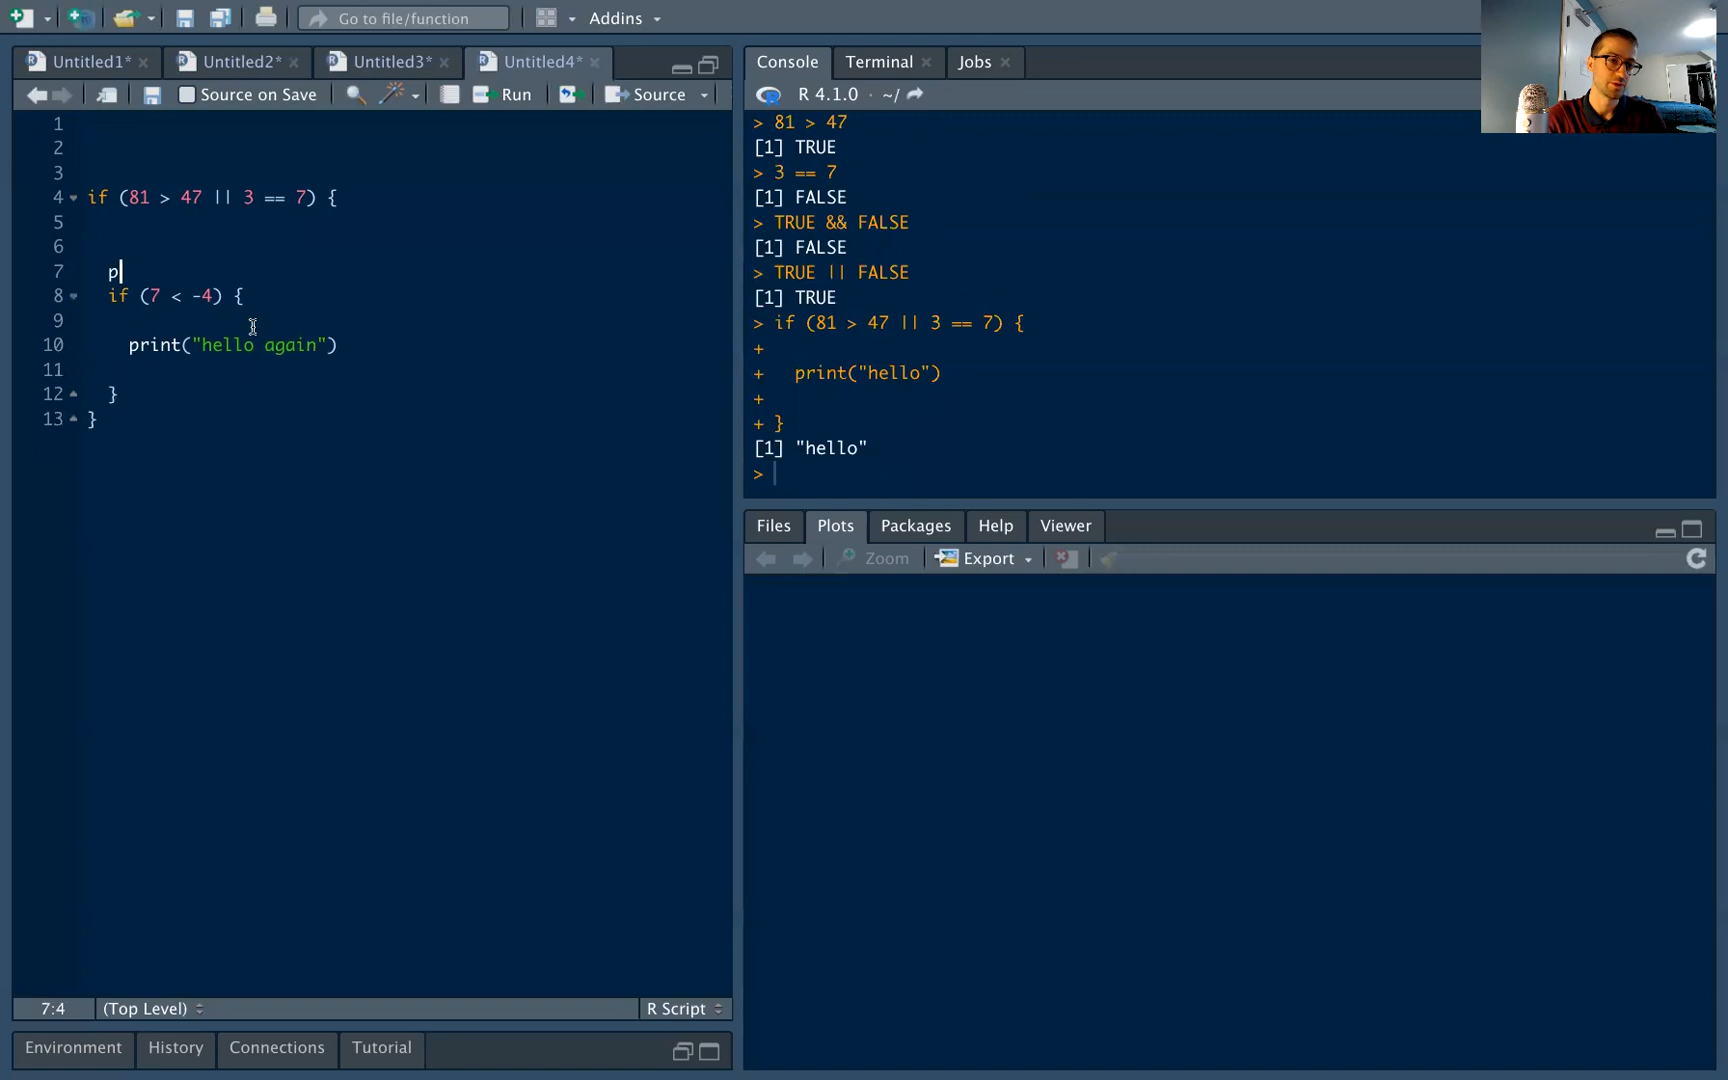 Go to file/function Addins
Untitled1* Untitled2* Untitled3* Untitled4*
Source on Save Run Source
1
2
3
4 if (81 > 47 || 3 == 7) {
5
6
7 p
8 if (7 < -4) {
9
10 print("hello again")
11
12 }
13 }
7:4 (Top Level) R Script
Environment History Connections Tutorial
Console Terminal Jobs
R 4.1.0 · ~/
> 81 > 47
[1] TRUE
> 3 == 7
[1] FALSE
> TRUE && FALSE
[1] FALSE
> TRUE || FALSE
[1] TRUE
> if (81 > 47 || 3 == 7) {
+
+ print("hello")
+
+ }
[1] "hello"
>
Files Plots Packages Help Viewer
Zoom Export